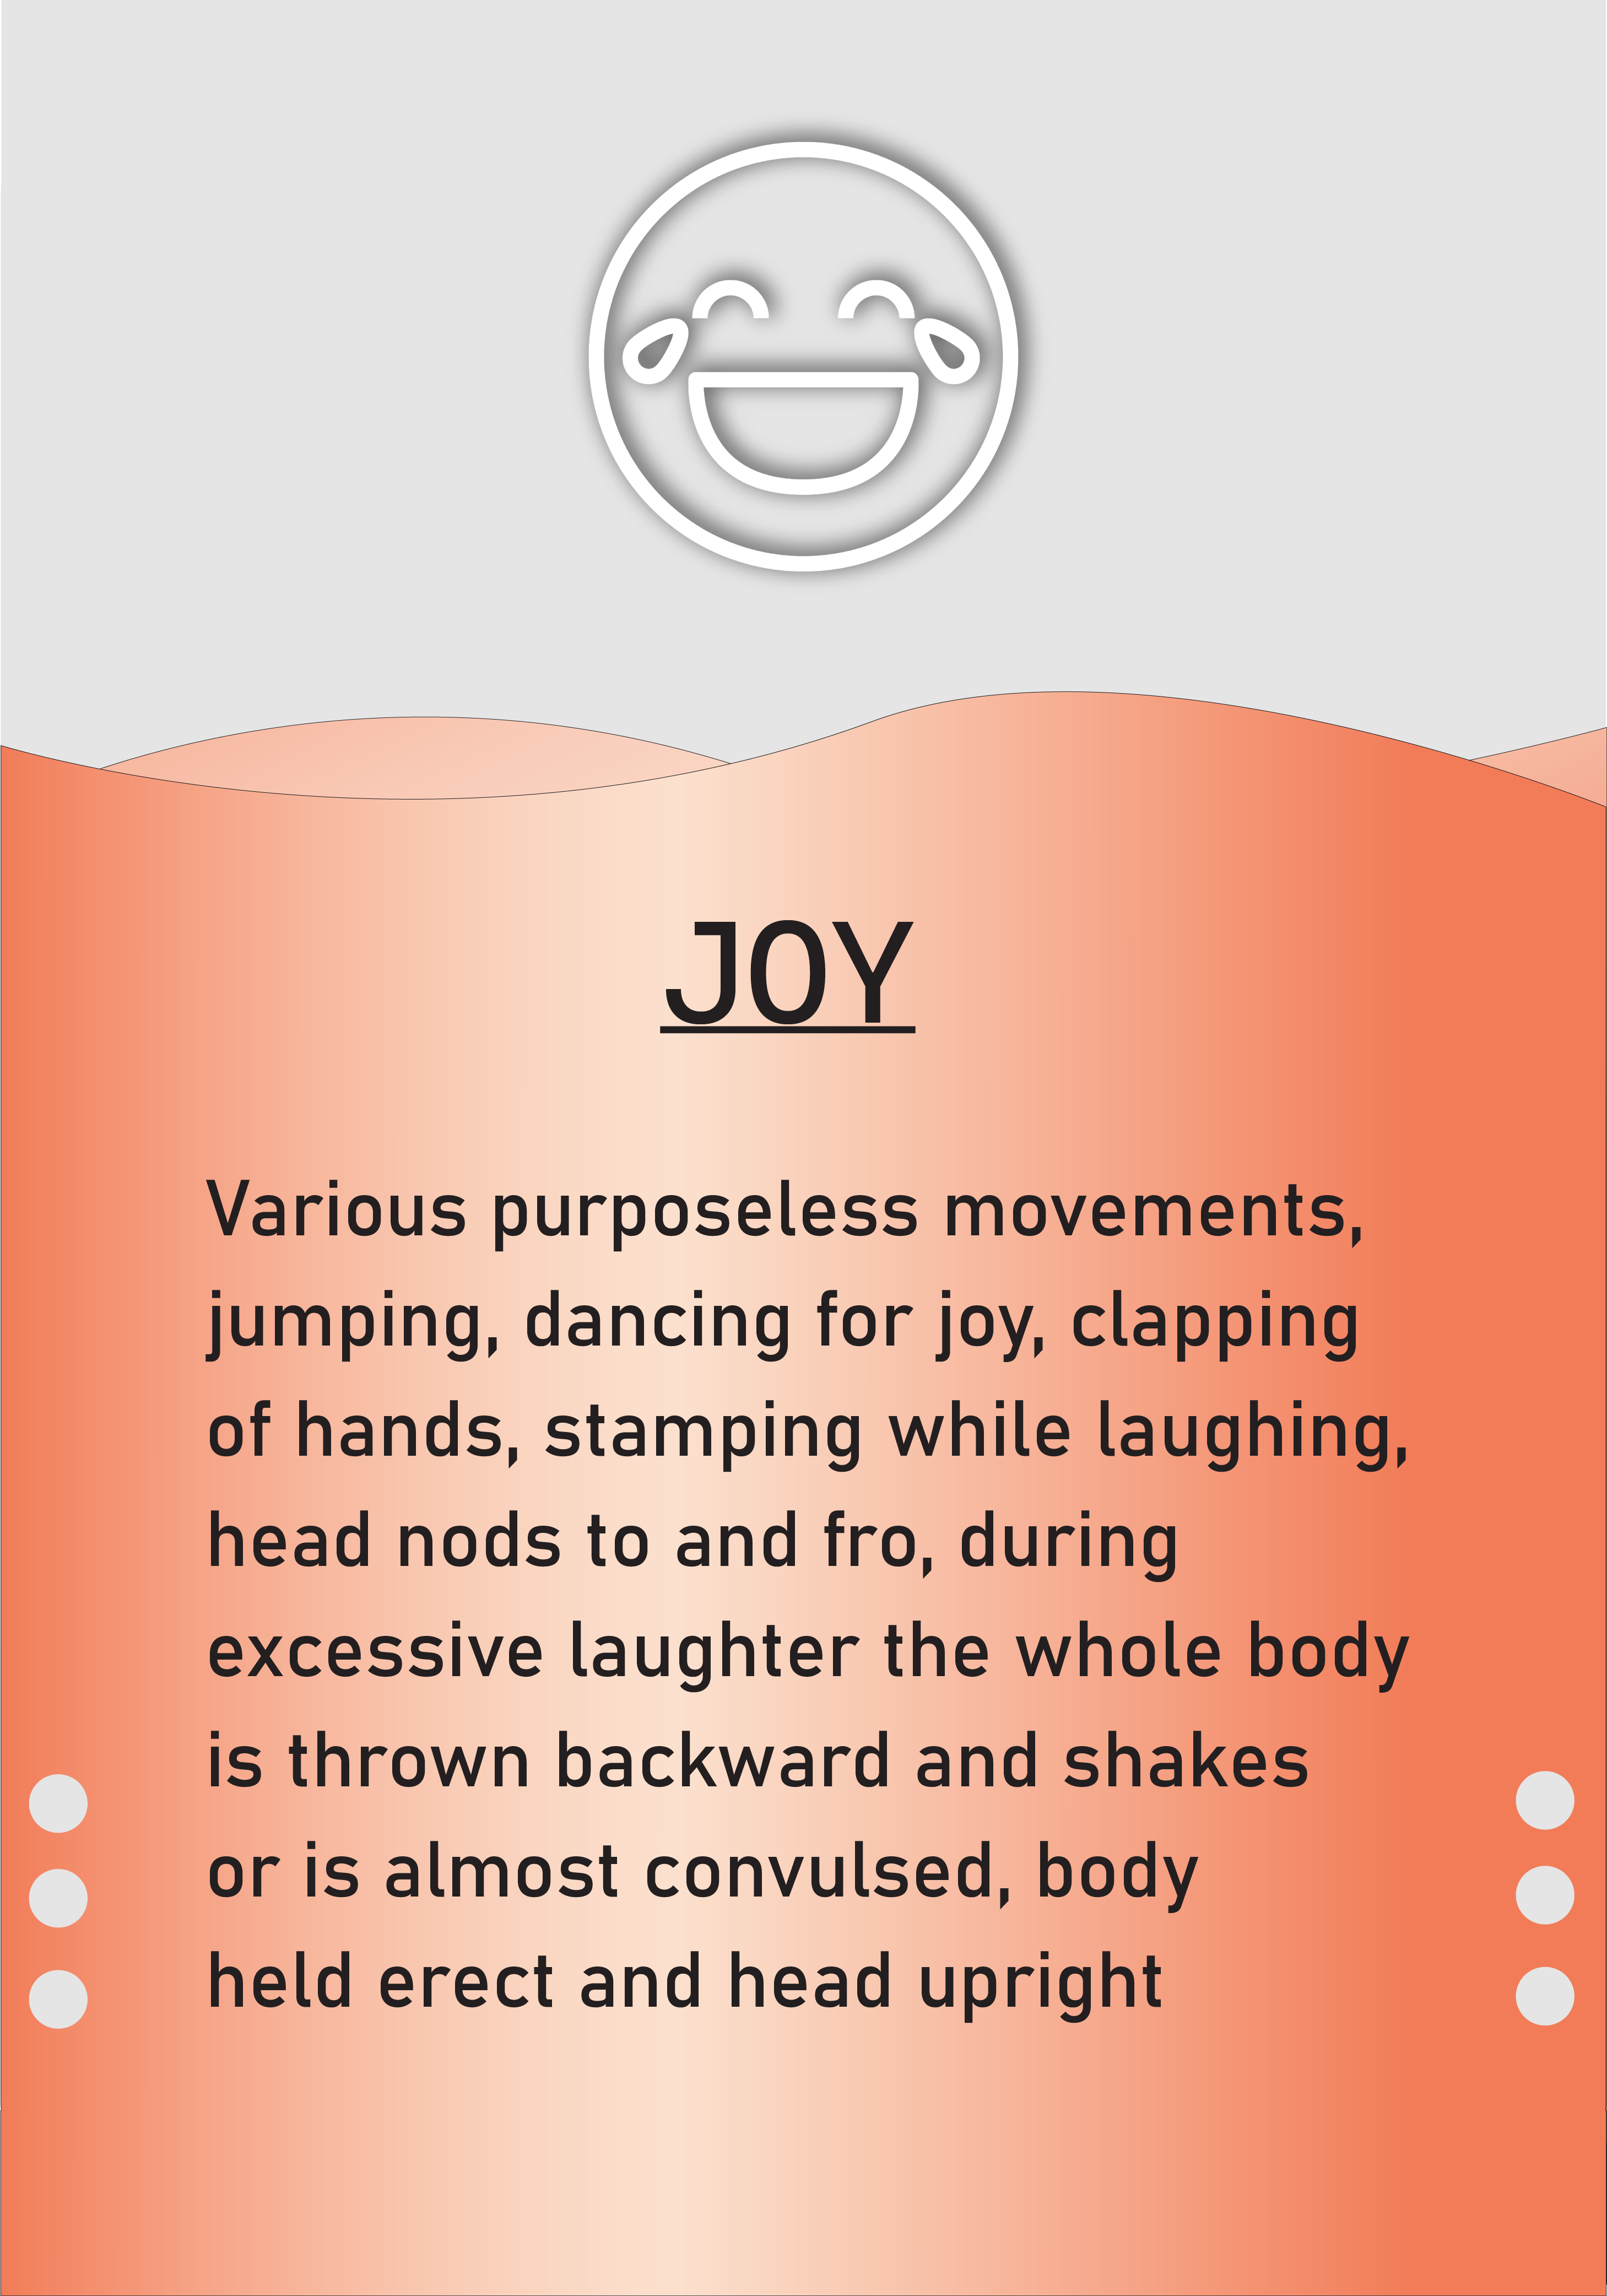 JOY
Various purposeless movements,
jumping, dancing for joy, clapping
of hands, stamping while laughing,
head nods to and fro, during
excessive laughter the whole body
is thrown backward and shakes
or is almost convulsed, body
held erect and head upright